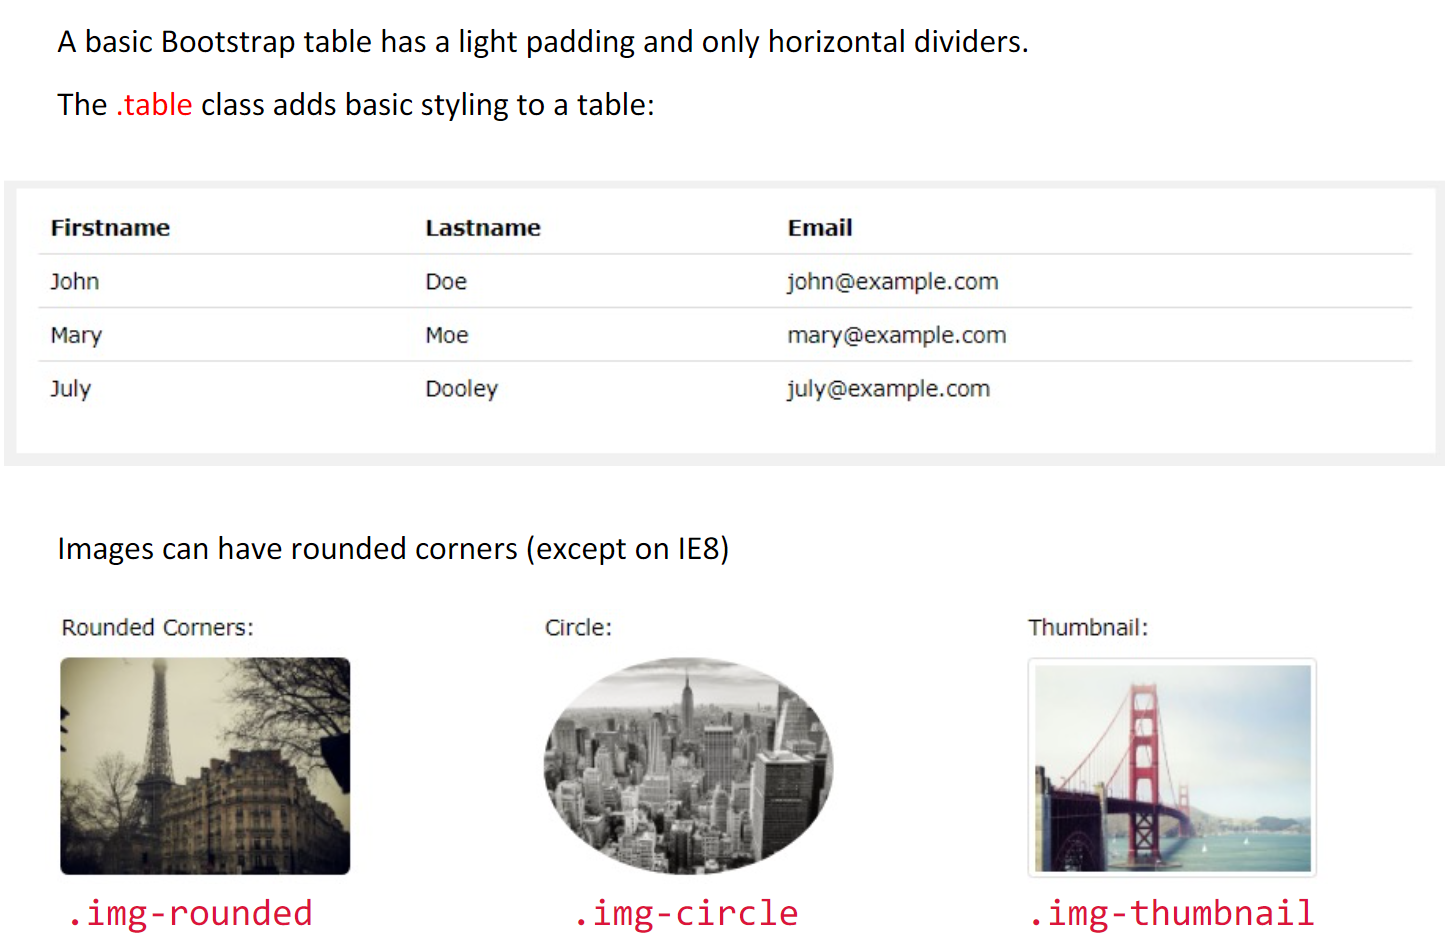 A basic Bootstrap table has a light padding and only horizontal dividers.
The .table class adds basic styling to a table:
Firstname Lastname Email
John Doe john@example.com
Mary Moe mary@example.com
July Dooley july@example.com
Images can have rounded corners (except on IE8)
Rounded Corners: Circle: Thumbnail:
.img-rounded .img-circle .img-thumbnail